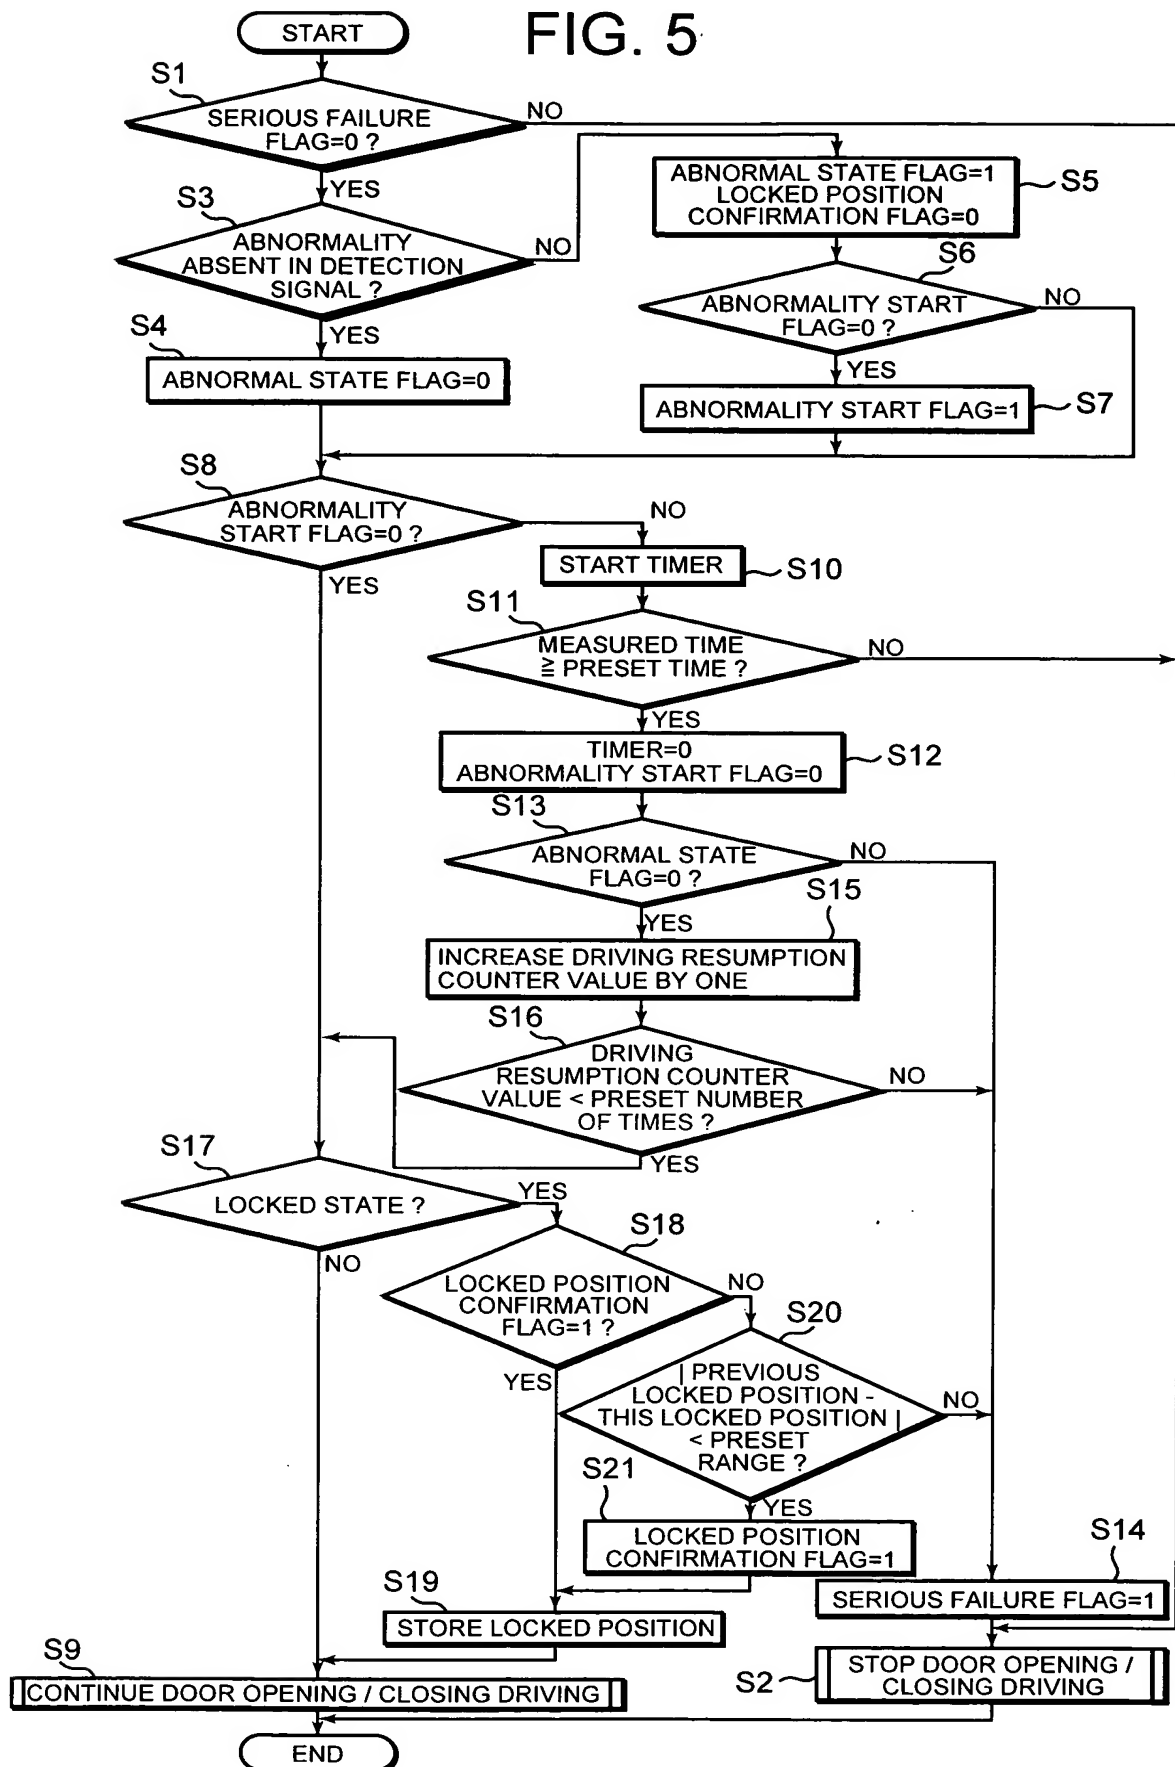 FIG. 5
START
S1
SERIOUS FAILURE
FLAG=0 ?
NO
YES
S3
ABNORMALITY
ABSENT IN DETECTION
SIGNAL ?
NO
YES
S5
ABNORMAL STATE FLAG=1
LOCKED POSITION
CONFIRMATION FLAG=0
S6
ABNORMALITY START
FLAG=0 ?
NO
YES
S4
ABNORMAL STATE FLAG=0
S7
ABNORMALITY START FLAG=1
S8
ABNORMALITY
START FLAG=0 ?
NO
YES
START TIMER
S10
S11
MEASURED TIME
≧ PRESET TIME ?
NO
YES
TIMER=0
ABNORMALITY START FLAG=0
S12
S13
ABNORMAL STATE
FLAG=0 ?
NO
YES
S15
INCREASE DRIVING RESUMPTION
COUNTER VALUE BY ONE
S16
DRIVING
RESUMPTION COUNTER
VALUE < PRESET NUMBER
OF TIMES ?
NO
YES
S17
LOCKED STATE ?
YES
NO
S18
LOCKED POSITION
CONFIRMATION
FLAG=1 ?
NO
YES
S20
| PREVIOUS
LOCKED POSITION -
THIS LOCKED POSITION |
< PRESET
RANGE ?
NO
YES
S21
LOCKED POSITION
CONFIRMATION FLAG=1
S14
SERIOUS FAILURE FLAG=1
S19
STORE LOCKED POSITION
S9
CONTINUE DOOR OPENING / CLOSING DRIVING
S2
STOP DOOR OPENING /
CLOSING DRIVING
END